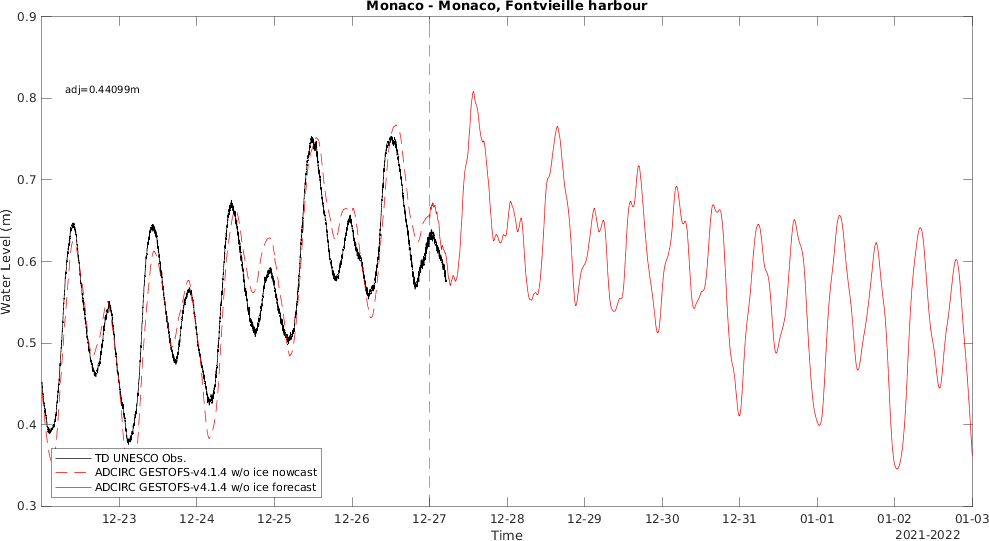 Monaco - Monaco, Fontvieille harbour
0.9
0.8
0.7
0.6
0.5
0.4
0.3
Water Level (m)
adj=0.44099m
TD UNESCO Obs.
ADCIRC GESTOFS-v4.1.4 w/o ice nowcast
ADCIRC GESTOFS-v4.1.4 w/o ice forecast
12-23 12-24 12-25 12-26 12-27 12-28 12-29 12-30 12-31 01-01 01-02 01-03
Time
2021-2022